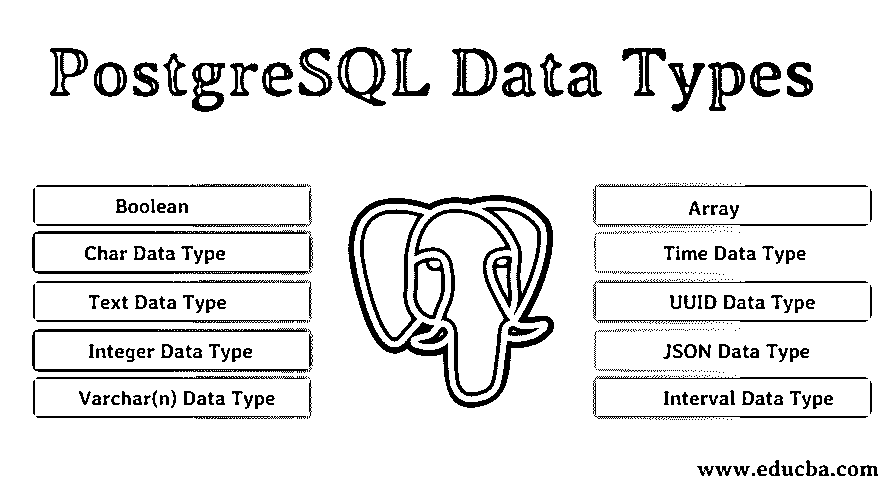 PostgreSQL Data Types
Boolean
Char Data Type
Text Data Type
Integer Data Type
Varchar(n) Data Type
Array
Time Data Type
UUID Data Type
JSON Data Type
Interval Data Type
www.educba.com